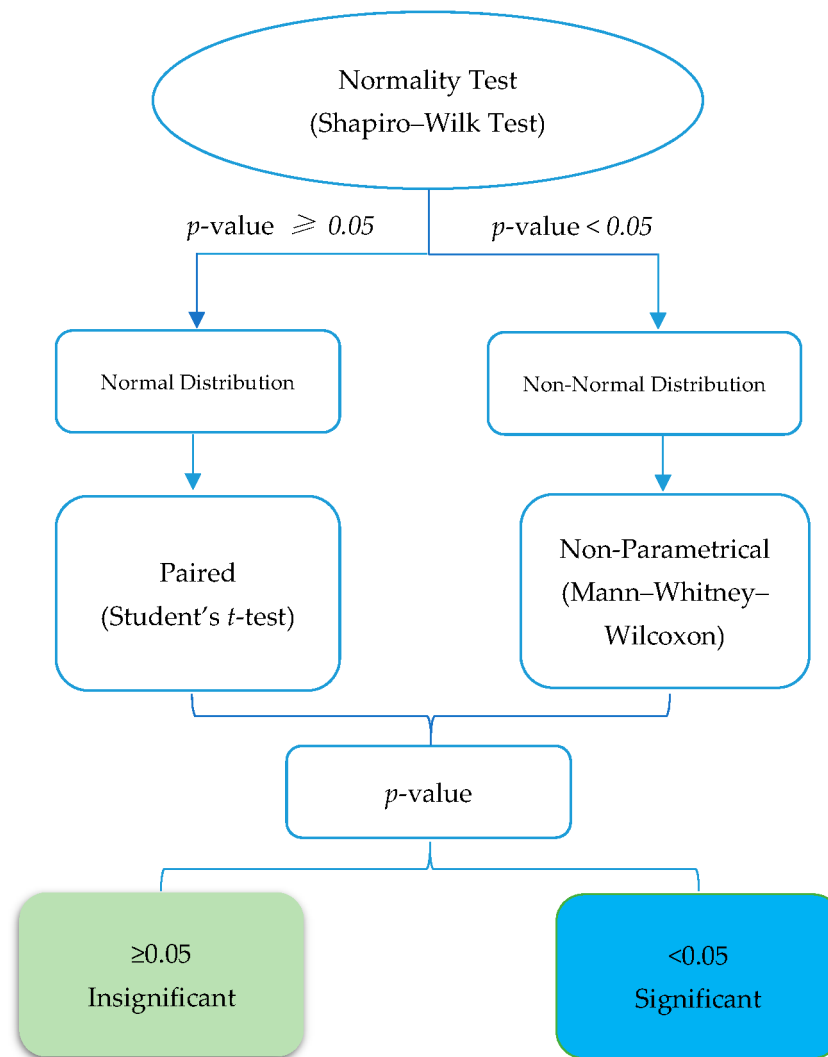 Normality Test
(Shapiro–Wilk Test)
p-value ⩾ 0.05
p-value < 0.05
Normal Distribution
Non-Normal Distribution
Paired
(Student’s t-test)
Non-Parametrical
(Mann–Whitney–
Wilcoxon)
p-value
≥0.05
Insignificant
<0.05
Significant